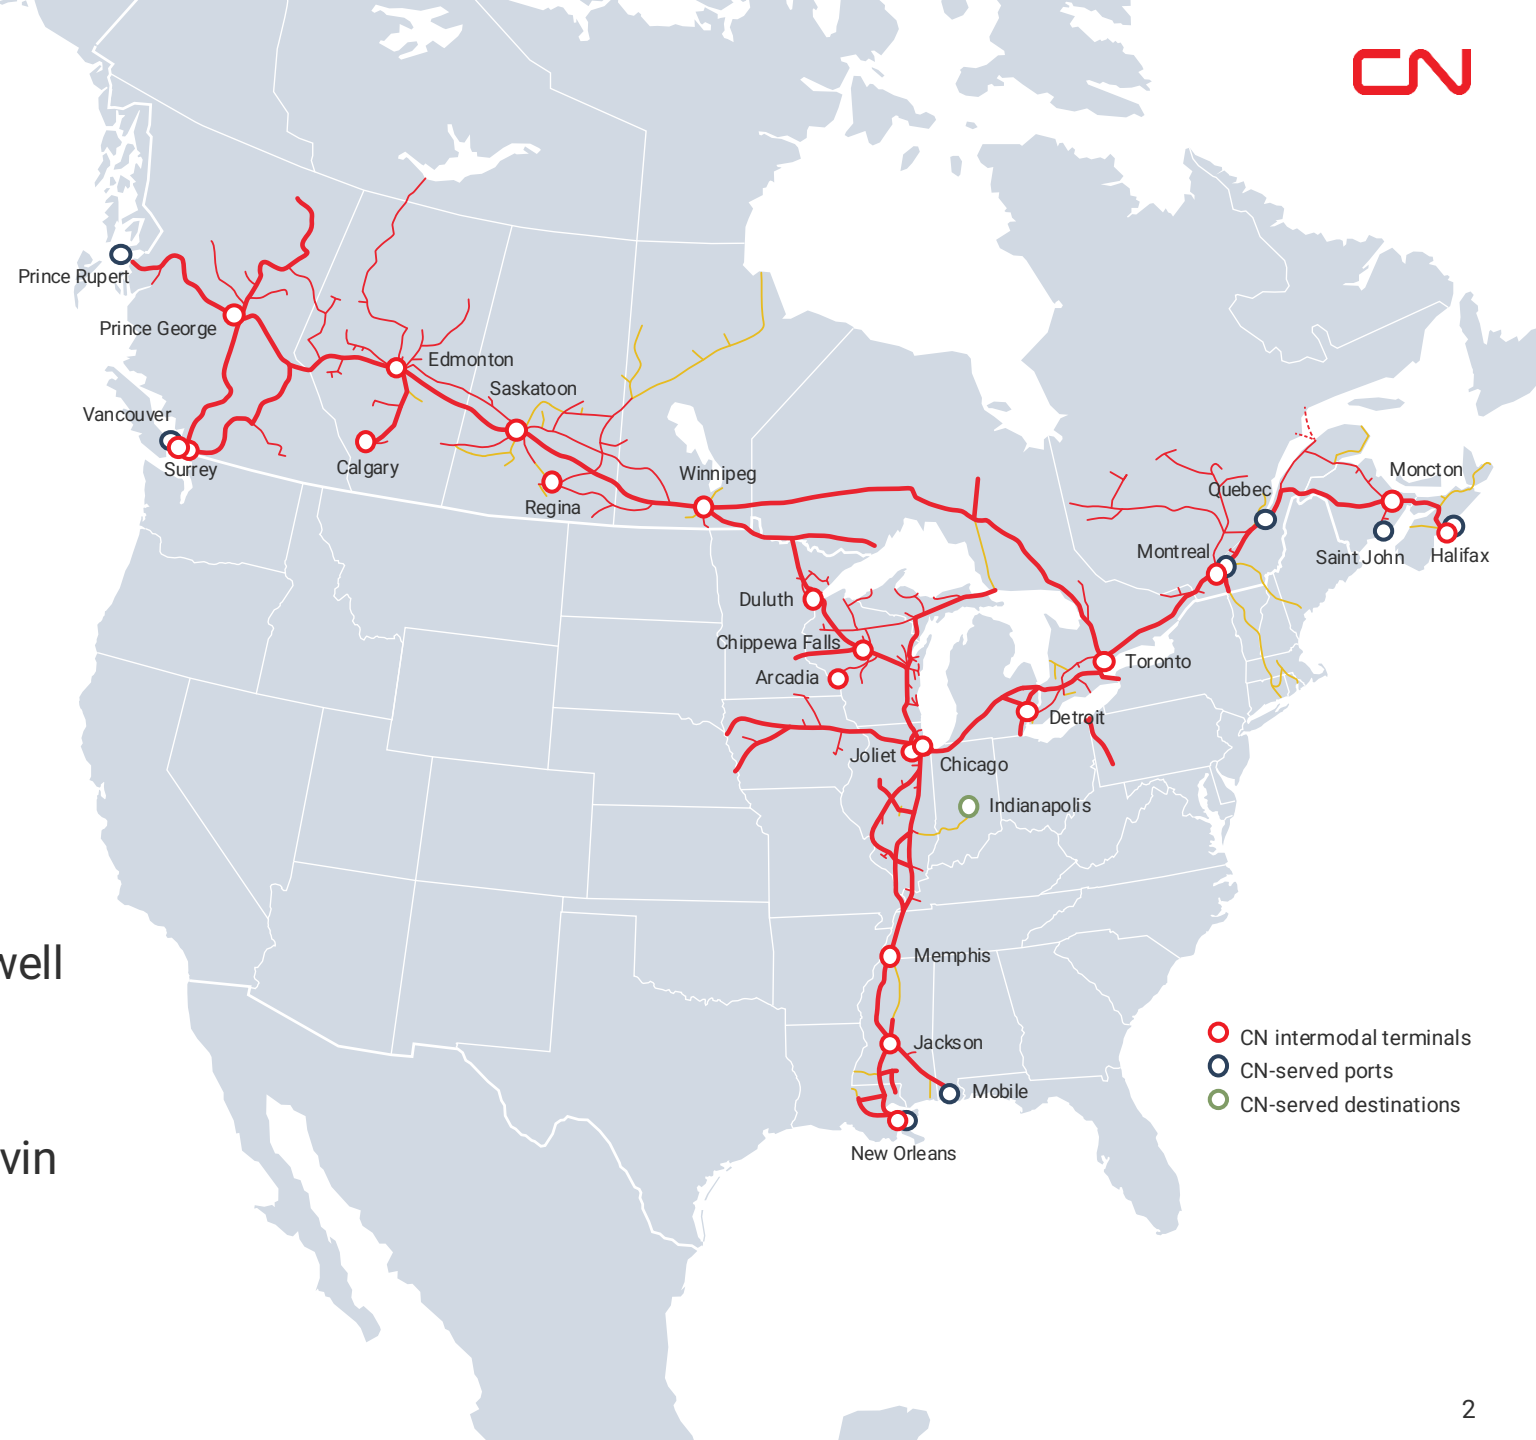 CN
Prince Rupert
Prince George
Edmonton
Saskatoon
Vancouver
Surrey
Calgary
Winnipeg
Regina
Moncton
Quebec
Montreal
Saint John
Halifax
Duluth
Chippewa Falls
Arcadia
Toronto
Detroit
Joliet
Chicago
Indianapolis
well
Memphis
Jackson
Mobile
New Orleans
vin
CN intermodal terminals
CN-served ports
CN-served destinations
2